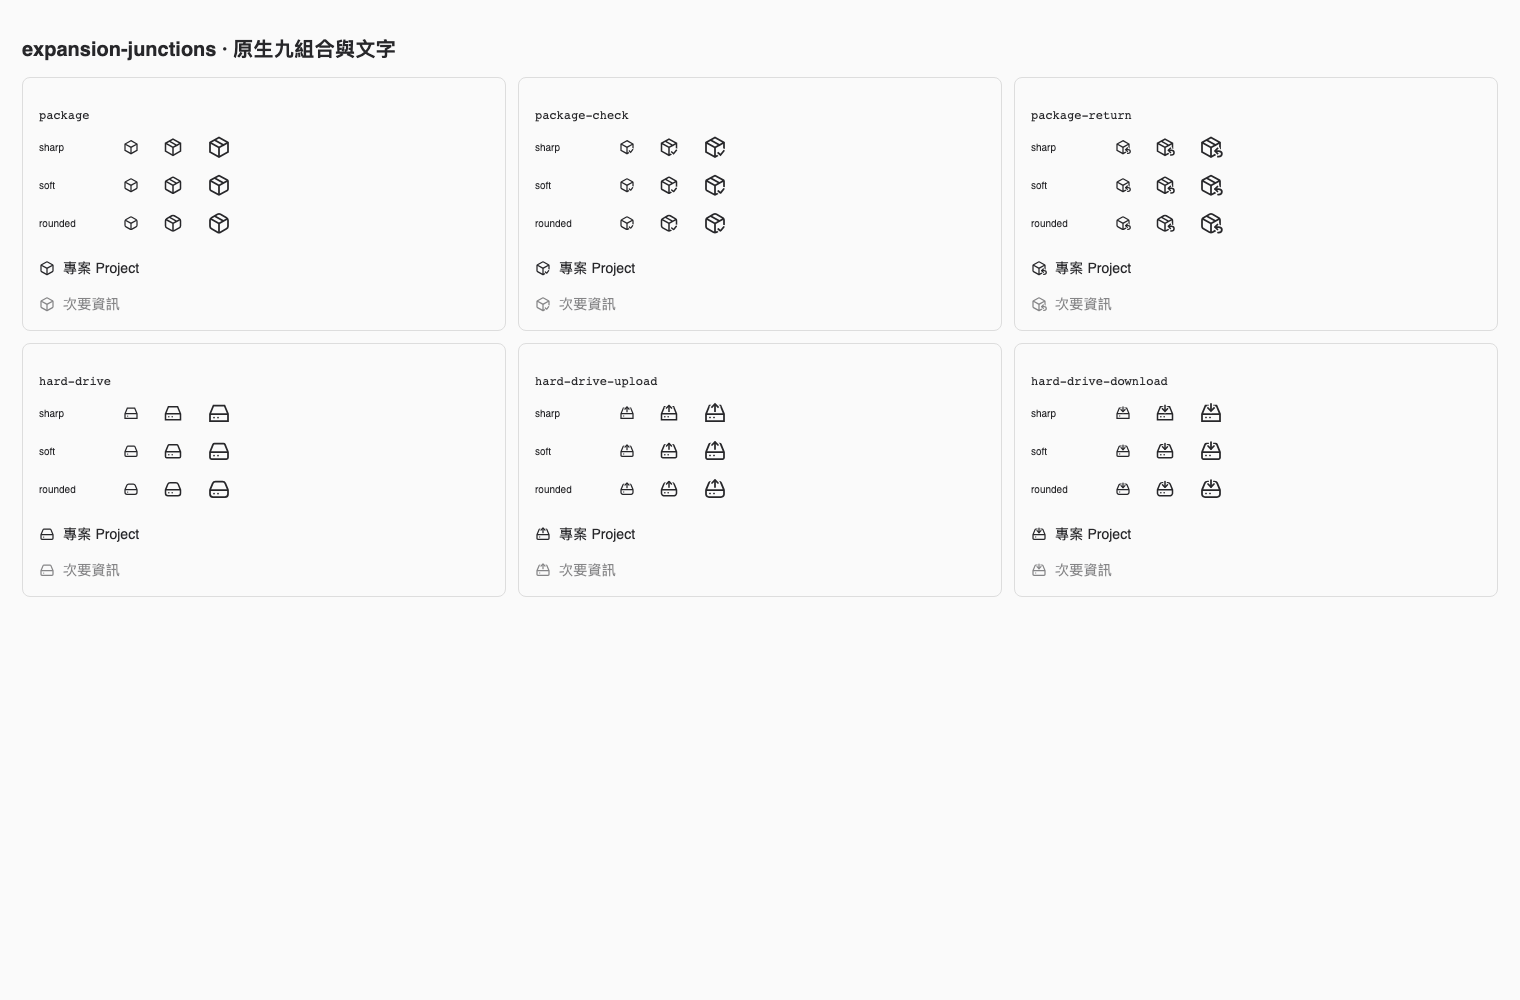 expansion-junctions · 原生九組合與文字
package
sharp
soft
rounded
專案 Project
次要資訊
package-check
sharp
soft
rounded
專案 Project
次要資訊
package-return
sharp
soft
rounded
專案 Project
次要資訊
hard-drive
sharp
soft
rounded
專案 Project
次要資訊
hard-drive-upload
sharp
soft
rounded
專案 Project
次要資訊
hard-drive-download
sharp
soft
rounded
專案 Project
次要資訊